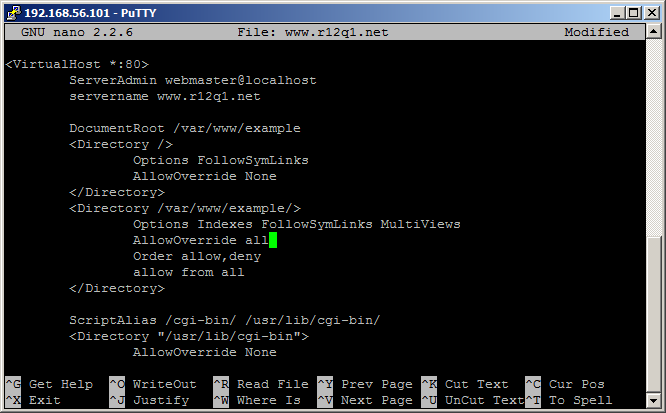 192.168.56.101 - PuTTY
GNU nano 2.2.6 File: www.r12q1.net Modified
<VirtualHost *:80>
ServerAdmin webmaster@localhost
servername www.r12q1.net
DocumentRoot /var/www/example
<Directory />
Options FollowSymLinks
AllowOverride None
</Directory>
<Directory /var/www/example/>
Options Indexes FollowSymLinks MultiViews
AllowOverride all
Order allow,deny
allow from all
</Directory>
ScriptAlias /cgi-bin/ /usr/lib/cgi-bin/
<Directory "/usr/lib/cgi-bin">
AllowOverride None
^G Get Help ^O WriteOut ^R Read File ^Y Prev Page ^K Cut Text ^C Cur Pos
^X Exit ^J Justify ^W Where Is ^V Next Page ^U UnCut Text ^T To Spell